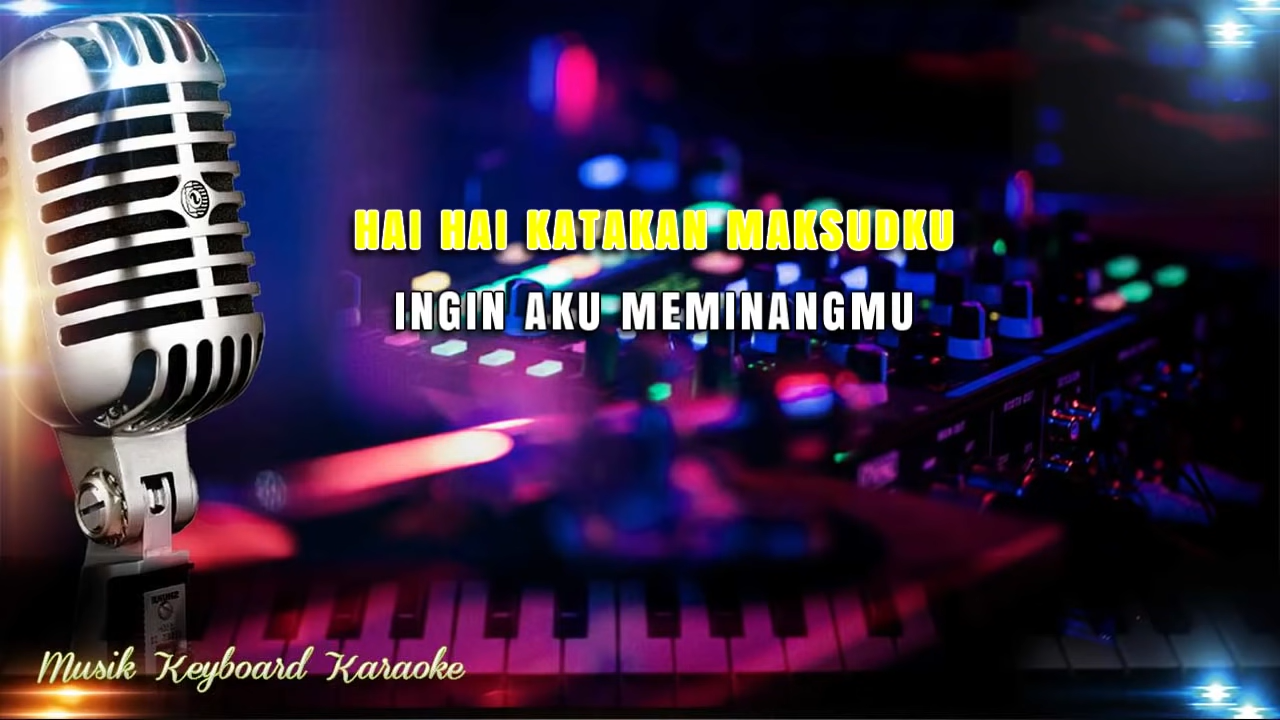 HAI HAI KATAKAN MAKSUDKU
INGIN AKU MEMINANGMU
Musik Keyboard Karaoke